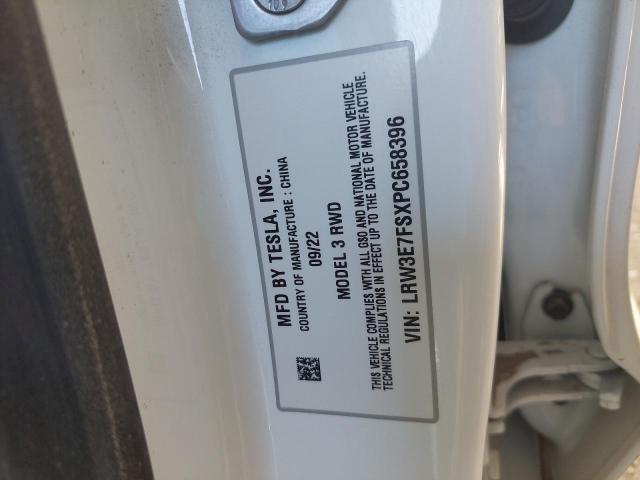 MFD BY TESLA, INC.
COUNTRY OF MANUFACTURE : CHINA
09/22
MODEL 3 RWD
THIS VEHICLE COMPLIES WITH ALL GSO AND NATIONAL MOTOR VEHICLE
TECHNICAL REGULATIONS IN EFFECT UP TO THE DATE OF MANUFACTURE.
VIN: LRW3E7FSXPC658396